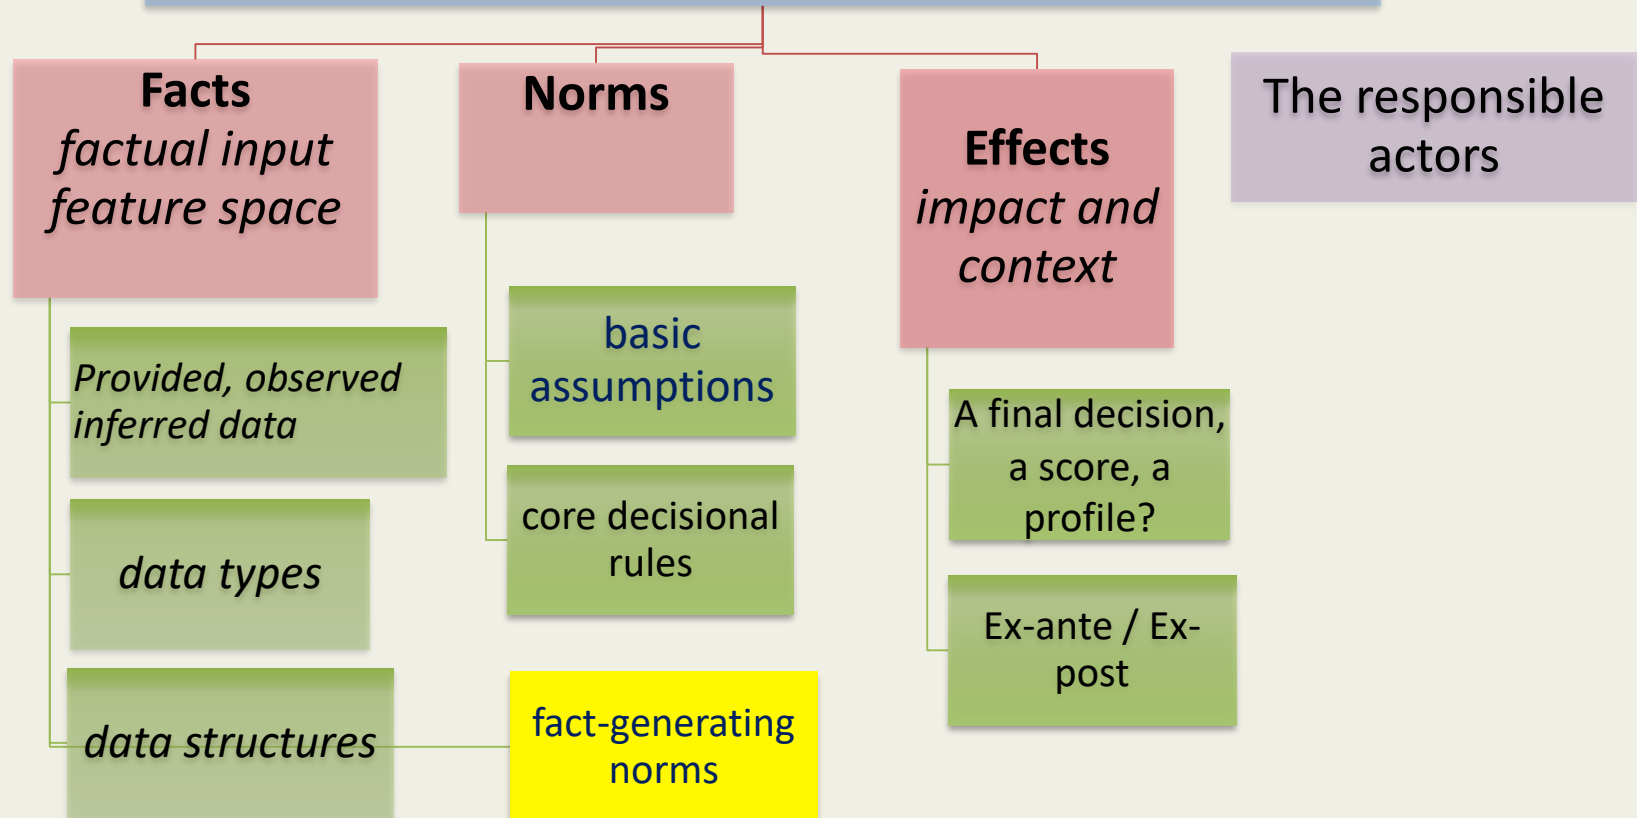 Facts
factual input
feature space
Provided, observed
inferred data
data types
data structures
Norms
basic
assumptions
core decisional
rules
fact-generating
norms
Effects
impact and
context
A final decision,
a score, a
profile?
Ex-ante / Ex-
post
The responsible
actors